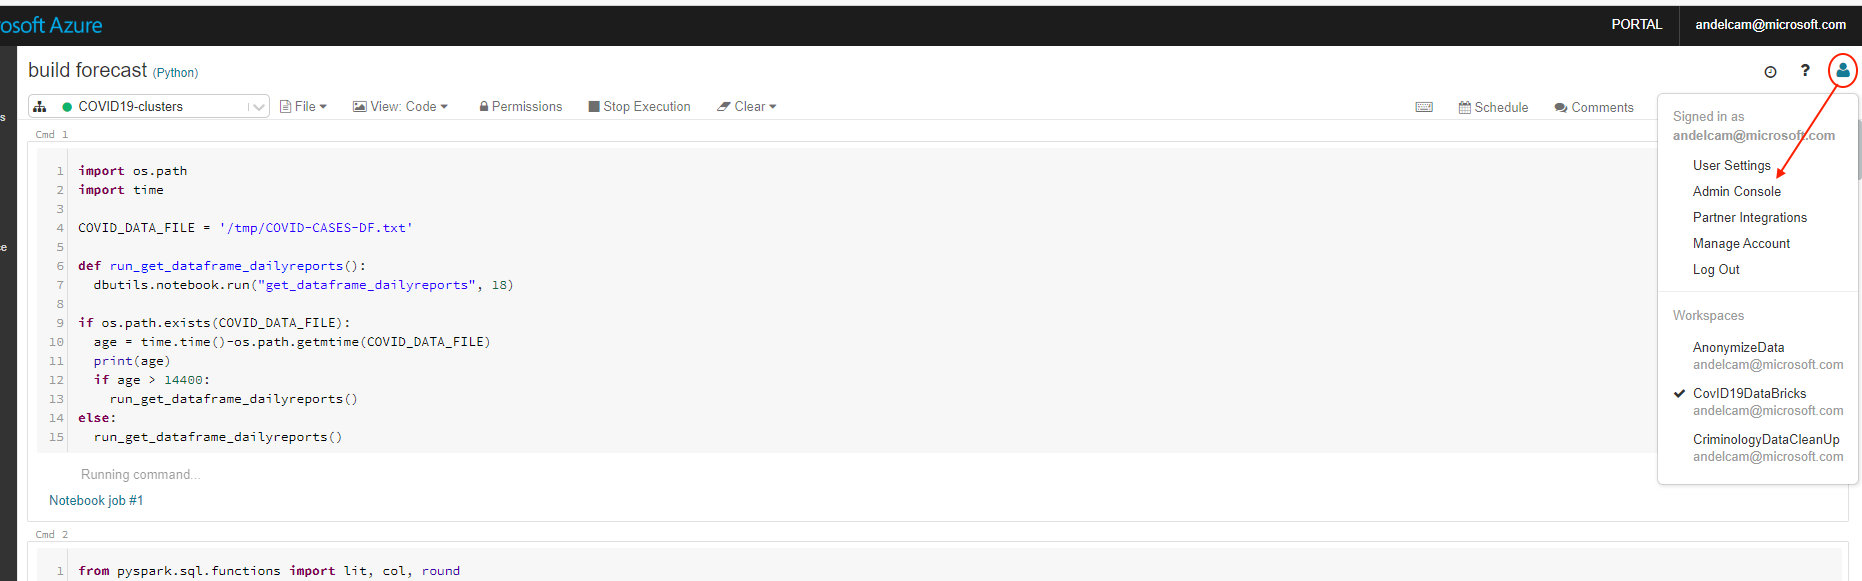 osoft Azure
PORTAL
andelcam@microsoft.com
build forecast (Python)
COVID19-clusters
File
View: Code
Permissions
Stop Execution
Clear
Schedule
Comments
?
s
ce
Cmd 1
1 import os.path
2 import time
3
4 COVID_DATA_FILE = '/tmp/COVID-CASES-DF.txt'
5
6 def run_get_dataframe_dailyreports():
7 dbutils.notebook.run("get_dataframe_dailyreports", 18)
8
9 if os.path.exists(COVID_DATA_FILE):
10 age = time.time()-os.path.getmtime(COVID_DATA_FILE)
11 print(age)
12 if age > 14400:
13 run_get_dataframe_dailyreports()
14 else:
15 run_get_dataframe_dailyreports()
Running command...
Notebook job #1
Cmd 2
1 from pyspark.sql.functions import lit, col, round
Signed in as
andelcam@microsoft.com
User Settings
Admin Console
Partner Integrations
Manage Account
Log Out
Workspaces
AnonymizeData
andelcam@microsoft.com
CovID19DataBricks
andelcam@microsoft.com
CriminologyDataCleanUp
andelcam@microsoft.com